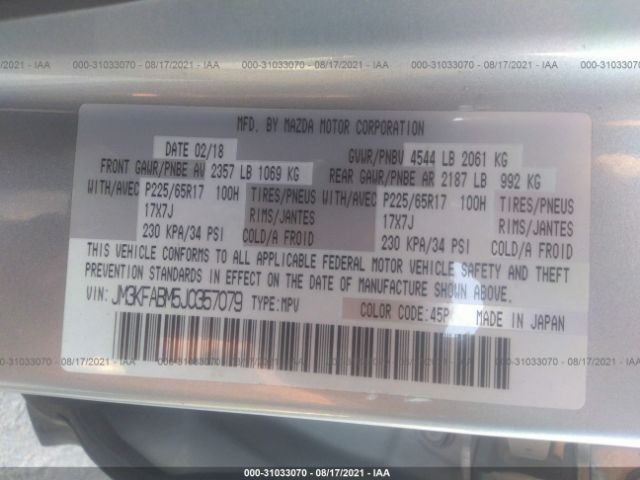 000-31033070 - 08/17/2021 - IAA
MFD. BY MAZDA MOTOR CORPORATION
DATE 02/18 GVWR/PNBV 4544 LB 2061 KG
FRONT GAWR/PNBE AV 2357 LB 1069 KG REAR GAWR/PNBE AR 2187 LB 992 KG
WITH/AVEC P225/65R17 100H TIRES/PNEUS WITH/AVEC P225/65R17 100H TIRES/PNEUS
17X7J RIMS/JANTES 17X7J RIMS/JANTES
230 KPA/34 PSI COLD/A FROID 230 KPA/34 PSI COLD/A FROID
THIS VEHICLE CONFORMS TO ALL APPLICABLE FEDERAL MOTOR VEHICLE SAFETY AND THEFT
PREVENTION STANDARDS IN EFFECT ON THE DATE OF MANUFACTURE SHOWN ABOVE.
VIN: JM3KFABM5J0357079 TYPE:MPV COLOR CODE:45P MADE IN JAPAN
000-31033070 - 08/17/2021 - IAA